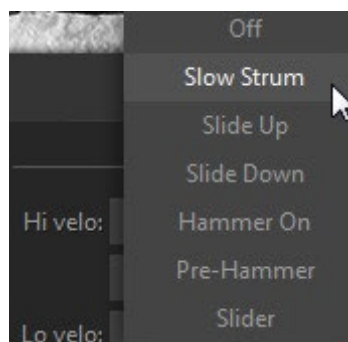 Off
Slow Strum
Slide Up
Slide Down
Hi velo:
Hammer On
Pre-Hammer
Slider
Lo velo: